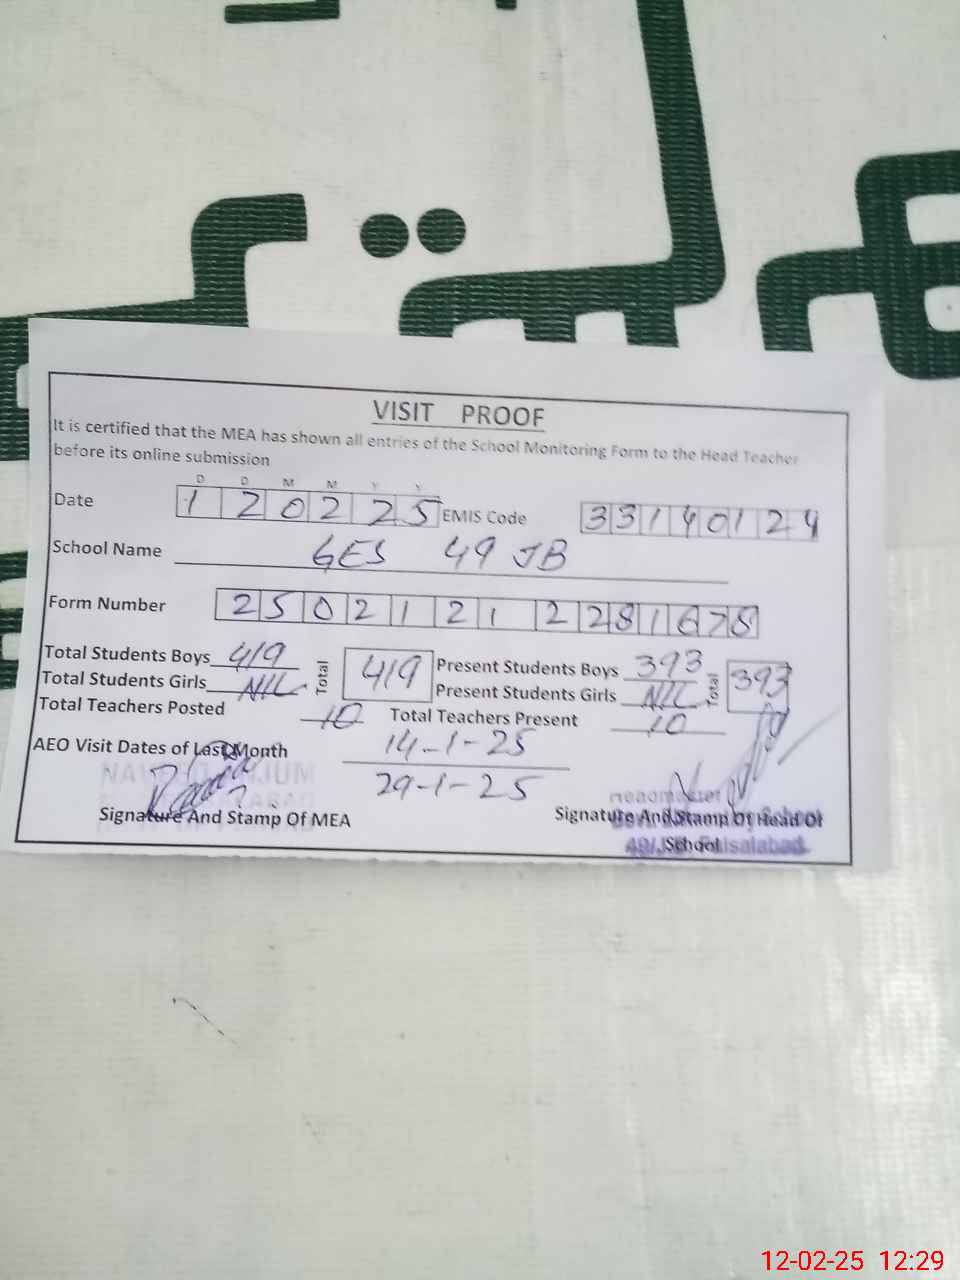 VISIT PROOF
It is certified that the MEA has shown all entries of the School Monitoring Form to the Head Teacher
before its online submission
D D M M Y Y
Date 120225 EMIS Code 33140124
School Name GES 49 JB
Form Number 250212122281678
Total Students Boys 419 Total 419 Present Students Boys 393 Total 393
Total Students Girls NIL Present Students Girls NIL
Total Teachers Posted 10 Total Teachers Present 10
AEO Visit Dates of Last Month 14-1-25
29-1-25
Headmaster
Signature And Stamp Of MEA Signature And Stamp Of Head Of
School
49/JB Faisalabad
12-02-25 12:29